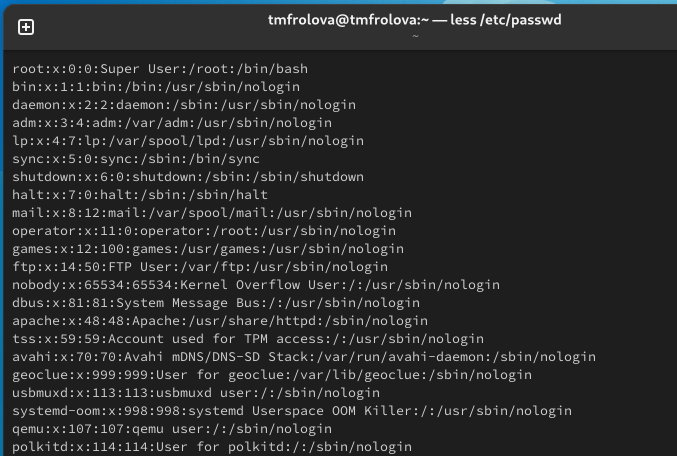 tmfrolova@tmfrolova:~ — less /etc/passwd
~
root:x:0:0:Super User:/root:/bin/bash
bin:x:1:1:bin:/bin:/usr/sbin/nologin
daemon:x:2:2:daemon:/sbin:/usr/sbin/nologin
adm:x:3:4:adm:/var/adm:/usr/sbin/nologin
lp:x:4:7:lp:/var/spool/lpd:/usr/sbin/nologin
sync:x:5:0:sync:/sbin:/bin/sync
shutdown:x:6:0:shutdown:/sbin:/sbin/shutdown
halt:x:7:0:halt:/sbin:/sbin/halt
mail:x:8:12:mail:/var/spool/mail:/usr/sbin/nologin
operator:x:11:0:operator:/root:/usr/sbin/nologin
games:x:12:100:games:/usr/games:/usr/sbin/nologin
ftp:x:14:50:FTP User:/var/ftp:/usr/sbin/nologin
nobody:x:65534:65534:Kernel Overflow User:/:/usr/sbin/nologin
dbus:x:81:81:System Message Bus:/:/usr/sbin/nologin
apache:x:48:48:Apache:/usr/share/httpd:/sbin/nologin
tss:x:59:59:Account used for TPM access:/:/usr/sbin/nologin
avahi:x:70:70:Avahi mDNS/DNS-SD Stack:/var/run/avahi-daemon:/sbin/nologin
geoclue:x:999:999:User for geoclue:/var/lib/geoclue:/sbin/nologin
usbmuxd:x:113:113:usbmuxd user:/:/sbin/nologin
systemd-oom:x:998:998:systemd Userspace OOM Killer:/:/usr/sbin/nologin
qemu:x:107:107:qemu user:/:/sbin/nologin
polkitd:x:114:114:User for polkitd:/:/sbin/nologin